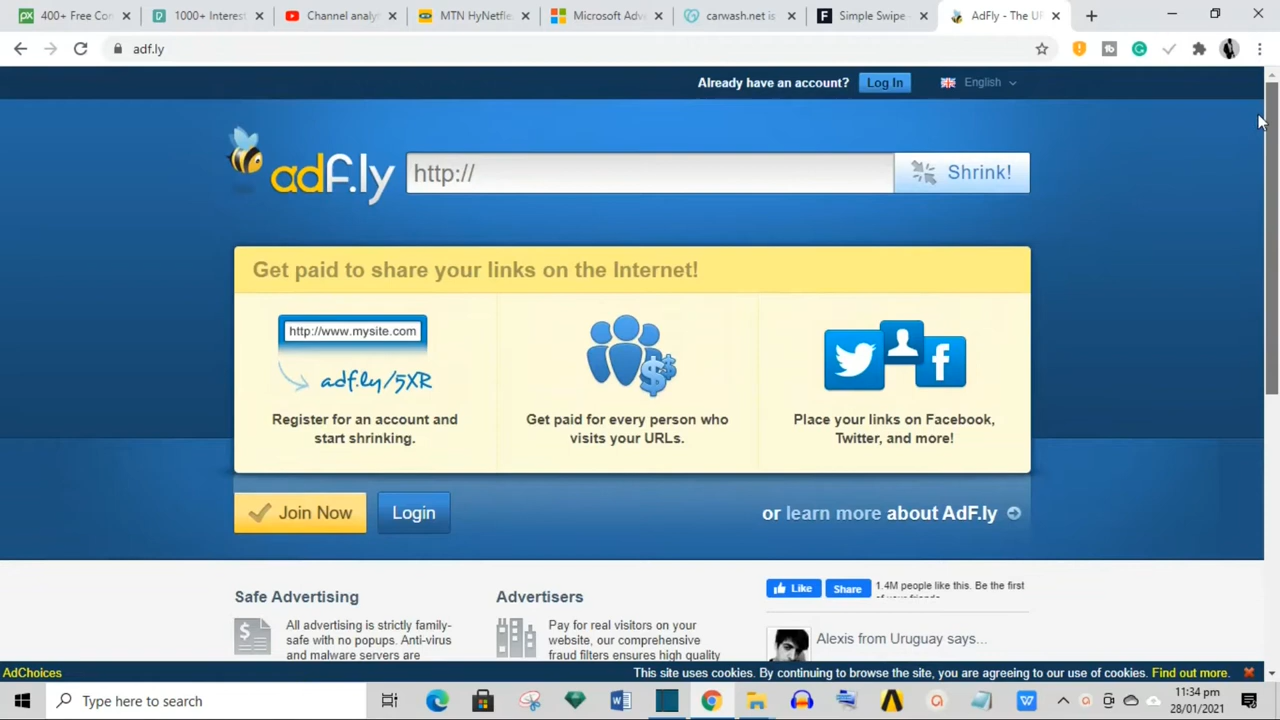 400+ Free Con
1000+ Interest
Channel analy
MTN HyNetfle
Microsoft Adv
carwash.net is
Simple Swipe -
AdFly - The UR
adf.ly
Already have an account?
Log In
English
adf.ly
http://
Shrink!
Get paid to share your links on the Internet!
http://www.mysite.com
adf.ly/5XR
Register for an account and
start shrinking.
Get paid for every person who
visits your URLs.
Place your links on Facebook,
Twitter, and more!
Join Now
Login
or learn more about AdF.ly
Safe Advertising
All advertising is strictly family-
safe with no popups. Anti-virus
and malware servers are
Advertisers
Pay for real visitors on your
website, our comprehensive
fraud filters ensures high quality
Like
Share
1.4M people like this. Be the first
of your friends.
Alexis from Uruguay says...
AdChoices
This site uses cookies. By continuing to browse the site, you are agreeing to our use of cookies. Find out more.
Type here to search
11:34 pm
28/01/2021